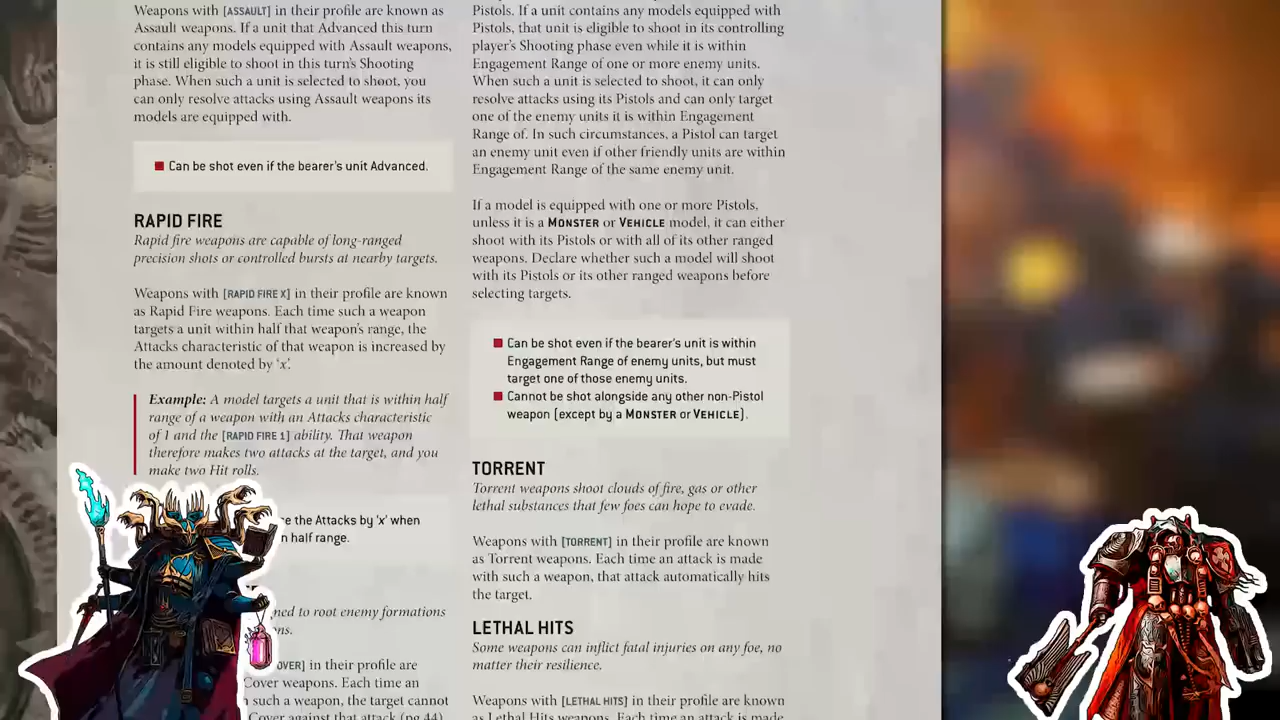 Weapons with [ASSAULT] in their profile are known as
Assault weapons. If a unit that Advanced this turn
contains any models equipped with Assault weapons,
it is still eligible to shoot in this turn's Shooting
phase. When such a unit is selected to shoot, you
can only resolve attacks using Assault weapons its
models are equipped with.
■ Can be shot even if the bearer's unit Advanced.
RAPID FIRE
Rapid fire weapons are capable of long-ranged
precision shots or controlled bursts at nearby targets.
Weapons with [RAPID FIRE X] in their profile are known
as Rapid Fire weapons. Each time such a weapon
targets a unit within half that weapon's range, the
Attacks characteristic of that weapon is increased by
the amount denoted by 'x'.
Example: A model targets a unit that is within half
range of a weapon with an Attacks characteristic
of 1 and the [RAPID FIRE 1] ability. That weapon
therefore makes two attacks at the target, and you
make two Hit rolls.
the Attacks by 'x' when
half range.
to root enemy formations
in their profile are
Cover weapons. Each time an
such a weapon, the target cannot
Cover against that attack (pg 44).
Pistols. If a unit contains any models equipped with
Pistols, that unit is eligible to shoot in its controlling
player's Shooting phase even while it is within
Engagement Range of one or more enemy units.
When such a unit is selected to shoot, it can only
resolve attacks using its Pistols and can only target
one of the enemy units it is within Engagement
Range of. In such circumstances, a Pistol can target
an enemy unit even if other friendly units are within
Engagement Range of the same enemy unit.
If a model is equipped with one or more Pistols,
unless it is a MONSTER or VEHICLE model, it can either
shoot with its Pistols or with all of its other ranged
weapons. Declare whether such a model will shoot
with its Pistols or its other ranged weapons before
selecting targets.
■ Can be shot even if the bearer's unit is within
Engagement Range of enemy units, but must
target one of those enemy units.
■ Cannot be shot alongside any other non-Pistol
weapon (except by a MONSTER or VEHICLE).
TORRENT
Torrent weapons shoot clouds of fire, gas or other
lethal substances that few foes can hope to evade.
Weapons with [TORRENT] in their profile are known
as Torrent weapons. Each time an attack is made
with such a weapon, that attack automatically hits
the target.
LETHAL HITS
Some weapons can inflict fatal injuries on any foe, no
matter their resilience.
Weapons with [LETHAL HITS] in their profile are known
as Lethal Hits weapons. Each time an attack is made